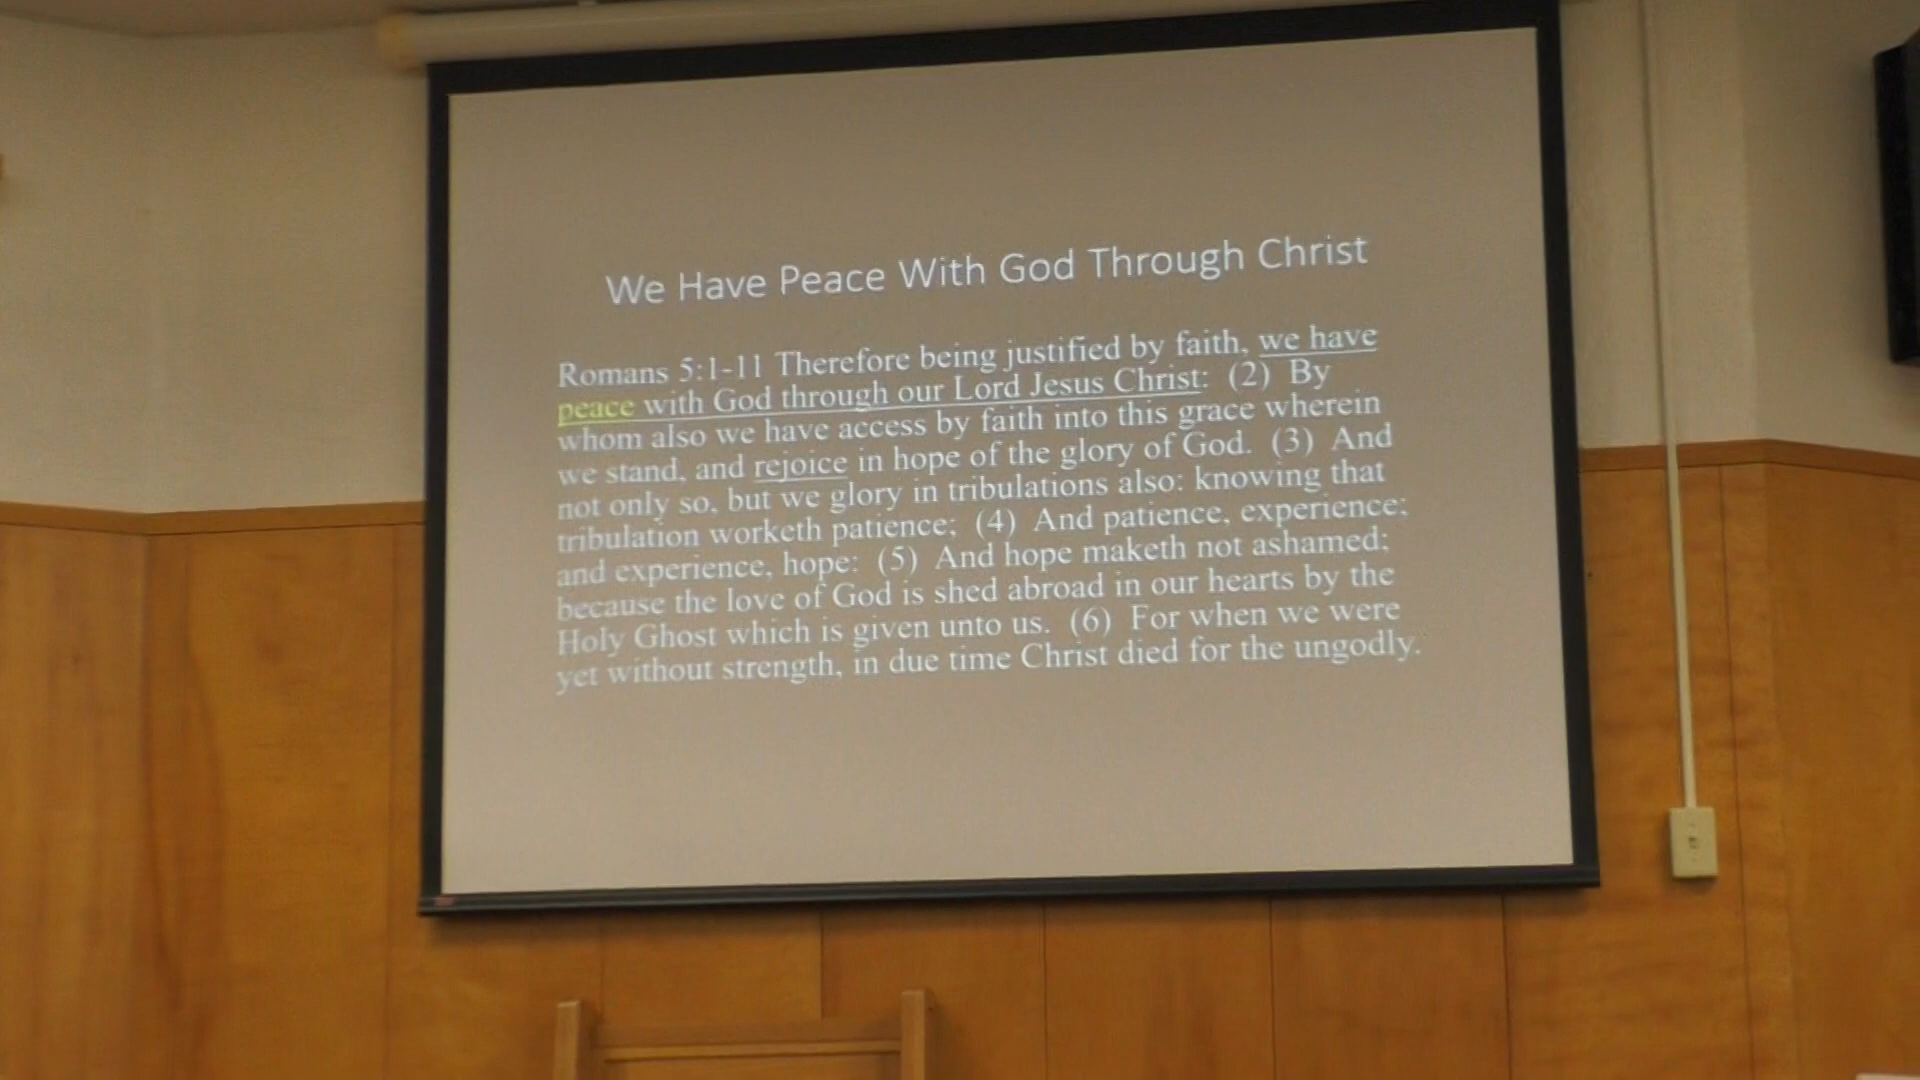 We Have Peace With God Through Christ
Romans 5:1-11 Therefore being justified by faith, we have
peace with God through our Lord Jesus Christ: (2) By
whom also we have access by faith into this grace wherein
we stand, and rejoice in hope of the glory of God. (3) And
not only so, but we glory in tribulations also: knowing that
tribulation worketh patience; (4) And patience, experience;
and experience, hope: (5) And hope maketh not ashamed;
because the love of God is shed abroad in our hearts by the
Holy Ghost which is given unto us. (6) For when we were
yet without strength, in due time Christ died for the ungodly.